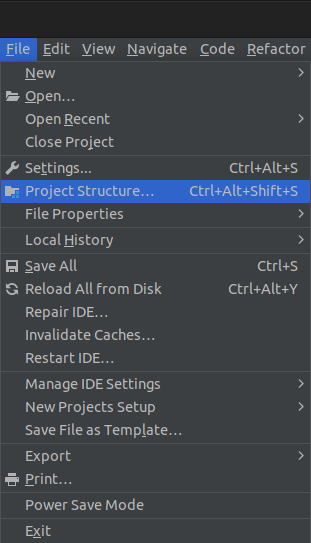 File Edit View Navigate Code Refactor
New
Open…
Open Recent
Close Project
Settings... Ctrl+Alt+S
Project Structure… Ctrl+Alt+Shift+S
File Properties
Local History
Save All Ctrl+S
Reload All from Disk Ctrl+Alt+Y
Repair IDE…
Invalidate Caches…
Restart IDE…
Manage IDE Settings
New Projects Setup
Save File as Template…
Export
Print…
Power Save Mode
Exit